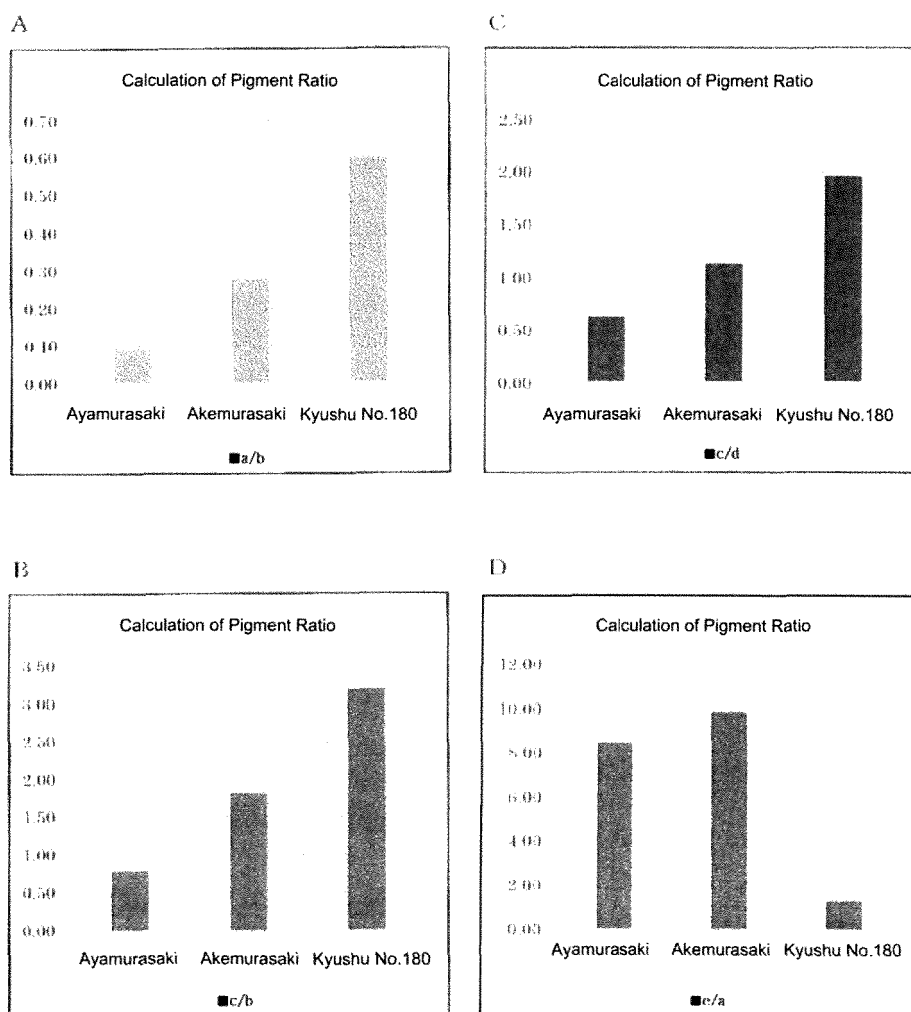 A
Calculation of Pigment Ratio
0.70
0.60
0.50
0.40
0.30
0.20
0.10
0.00
Ayamurasaki Akemurasaki Kyushu No.180
■a/b
C
Calculation of Pigment Ratio
2.50
2.00
1.50
1.00
0.50
0.00
Ayamurasaki Akemurasaki Kyushu No.180
■c/d
B
Calculation of Pigment Ratio
3.50
3.00
2.50
2.00
1.50
1.00
0.50
0.00
Ayamurasaki Akemurasaki Kyushu No.180
■c/b
D
Calculation of Pigment Ratio
12.00
10.00
8.00
6.00
4.00
2.00
0.00
Ayamurasaki Akemurasaki Kyushu No.180
■e/a